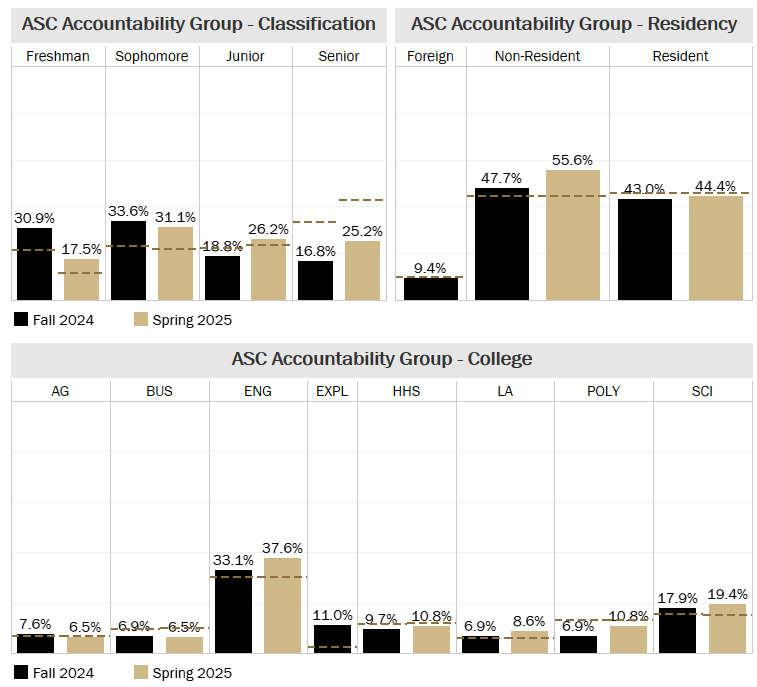 ASC Accountability Group - Classification
Freshman Sophomore Junior Senior
30.9% 17.5% 33.6% 31.1% 18.8% 26.2% 16.8% 25.2%
Fall 2024 Spring 2025
ASC Accountability Group - Residency
Foreign Non-Resident Resident
9.4% 47.7% 55.6% 43.0% 44.4%
ASC Accountability Group - College
AG BUS ENG EXPL HHS LA POLY SCI
7.6% 6.5% 6.9% 6.5% 33.1% 37.6% 11.0% 9.7% 10.8% 6.9% 8.6% 6.9% 10.8% 17.9% 19.4%
Fall 2024 Spring 2025